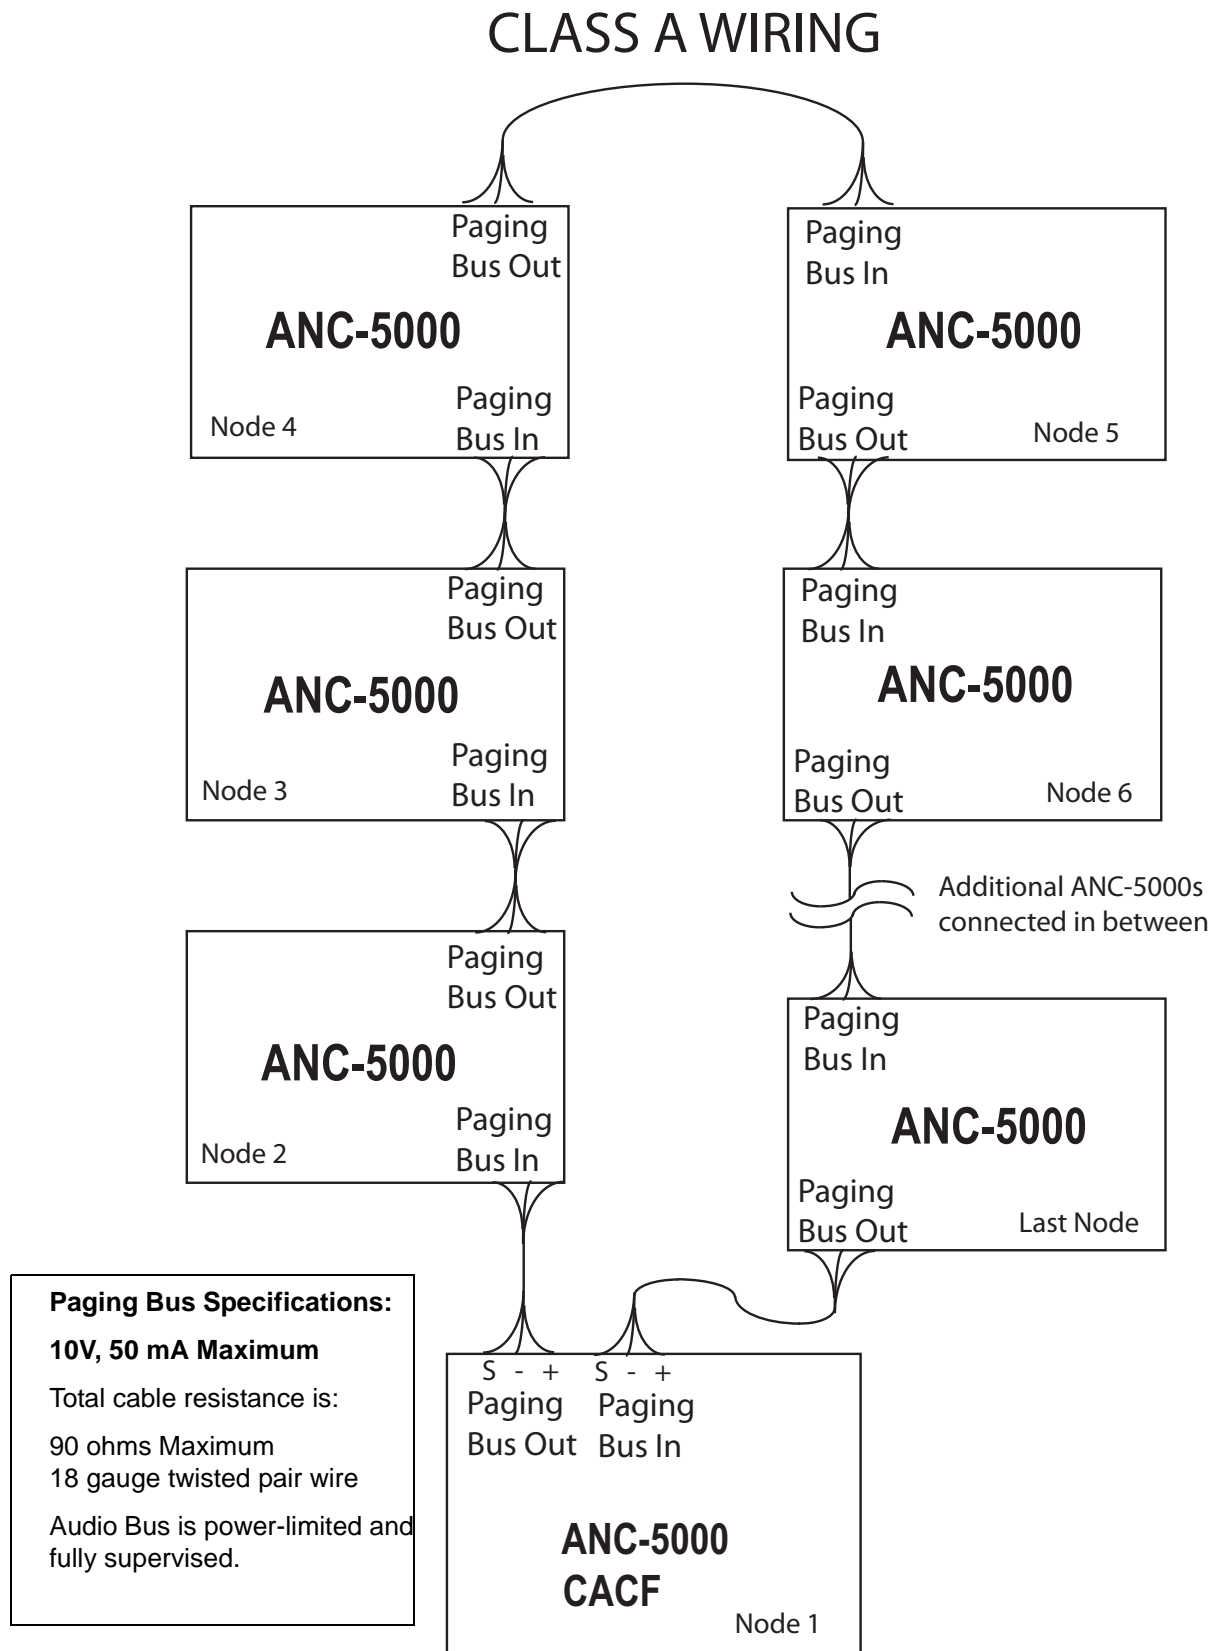 CLASS A WIRING
Paging
Bus Out
ANC-5000
Paging
Bus In
Node 4
Paging
Bus In
ANC-5000
Paging
Bus Out
Node 5
Paging
Bus Out
ANC-5000
Paging
Bus In
Node 3
Paging
Bus In
ANC-5000
Paging
Bus Out
Node 6
Additional ANC-5000s
connected in between
Paging
Bus Out
ANC-5000
Paging
Bus In
Node 2
Paging
Bus In
ANC-5000
Paging
Bus Out
Last Node
Paging Bus Specifications:
10V, 50 mA Maximum
Total cable resistance is:
90 ohms Maximum
18 gauge twisted pair wire
Audio Bus is power-limited and
fully supervised.
S - +
Paging
Bus Out
S - +
Paging
Bus In
ANC-5000
CACF
Node 1